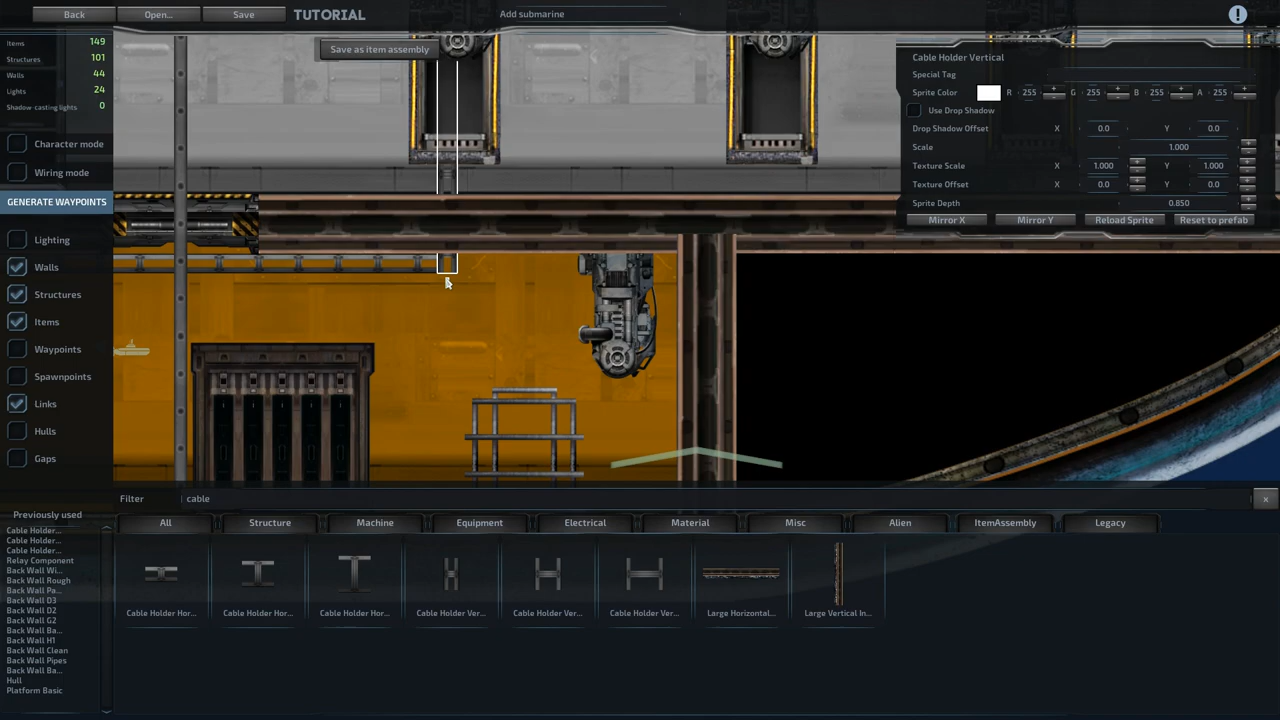 Back
Open...
Save
TUTORIAL
Add submarine
!
Items 149
Structures 101
Walls 44
Lights 24
Shadow-casting lights 0
Save as item assembly
Character mode
Wiring mode
GENERATE WAYPOINTS
Lighting
Walls
Structures
Items
Waypoints
Spawnpoints
Links
Hulls
Gaps
Cable Holder Vertical
Special Tag
Sprite Color R 255 G 255 B 255 A 255
Use Drop Shadow
Drop Shadow Offset X 0.0 Y 0.0
Scale 1.000
Texture Scale X 1.000 Y 1.000
Texture Offset X 0.0 Y 0.0
Sprite Depth 0.850
Mirror X
Mirror Y
Reload Sprite
Reset to prefab
Filter cable
x
Previously used
Cable Holder...
Cable Holder...
Cable Holder...
Relay Component
Back Wall Wi...
Back Wall Rough
Back Wall Pa...
Back Wall D3
Back Wall D2
Back Wall G2
Back Wall Ba...
Back Wall H1
Back Wall Clean
Back Wall Pipes
Back Wall Ba...
Hull
Platform Basic
All
Structure
Machine
Equipment
Electrical
Material
Misc
Alien
ItemAssembly
Legacy
Cable Holder Hor...
Cable Holder Hor...
Cable Holder Hor...
Cable Holder Ver...
Cable Holder Ver...
Cable Holder Ver...
Large Horizontal...
Large Vertical In...